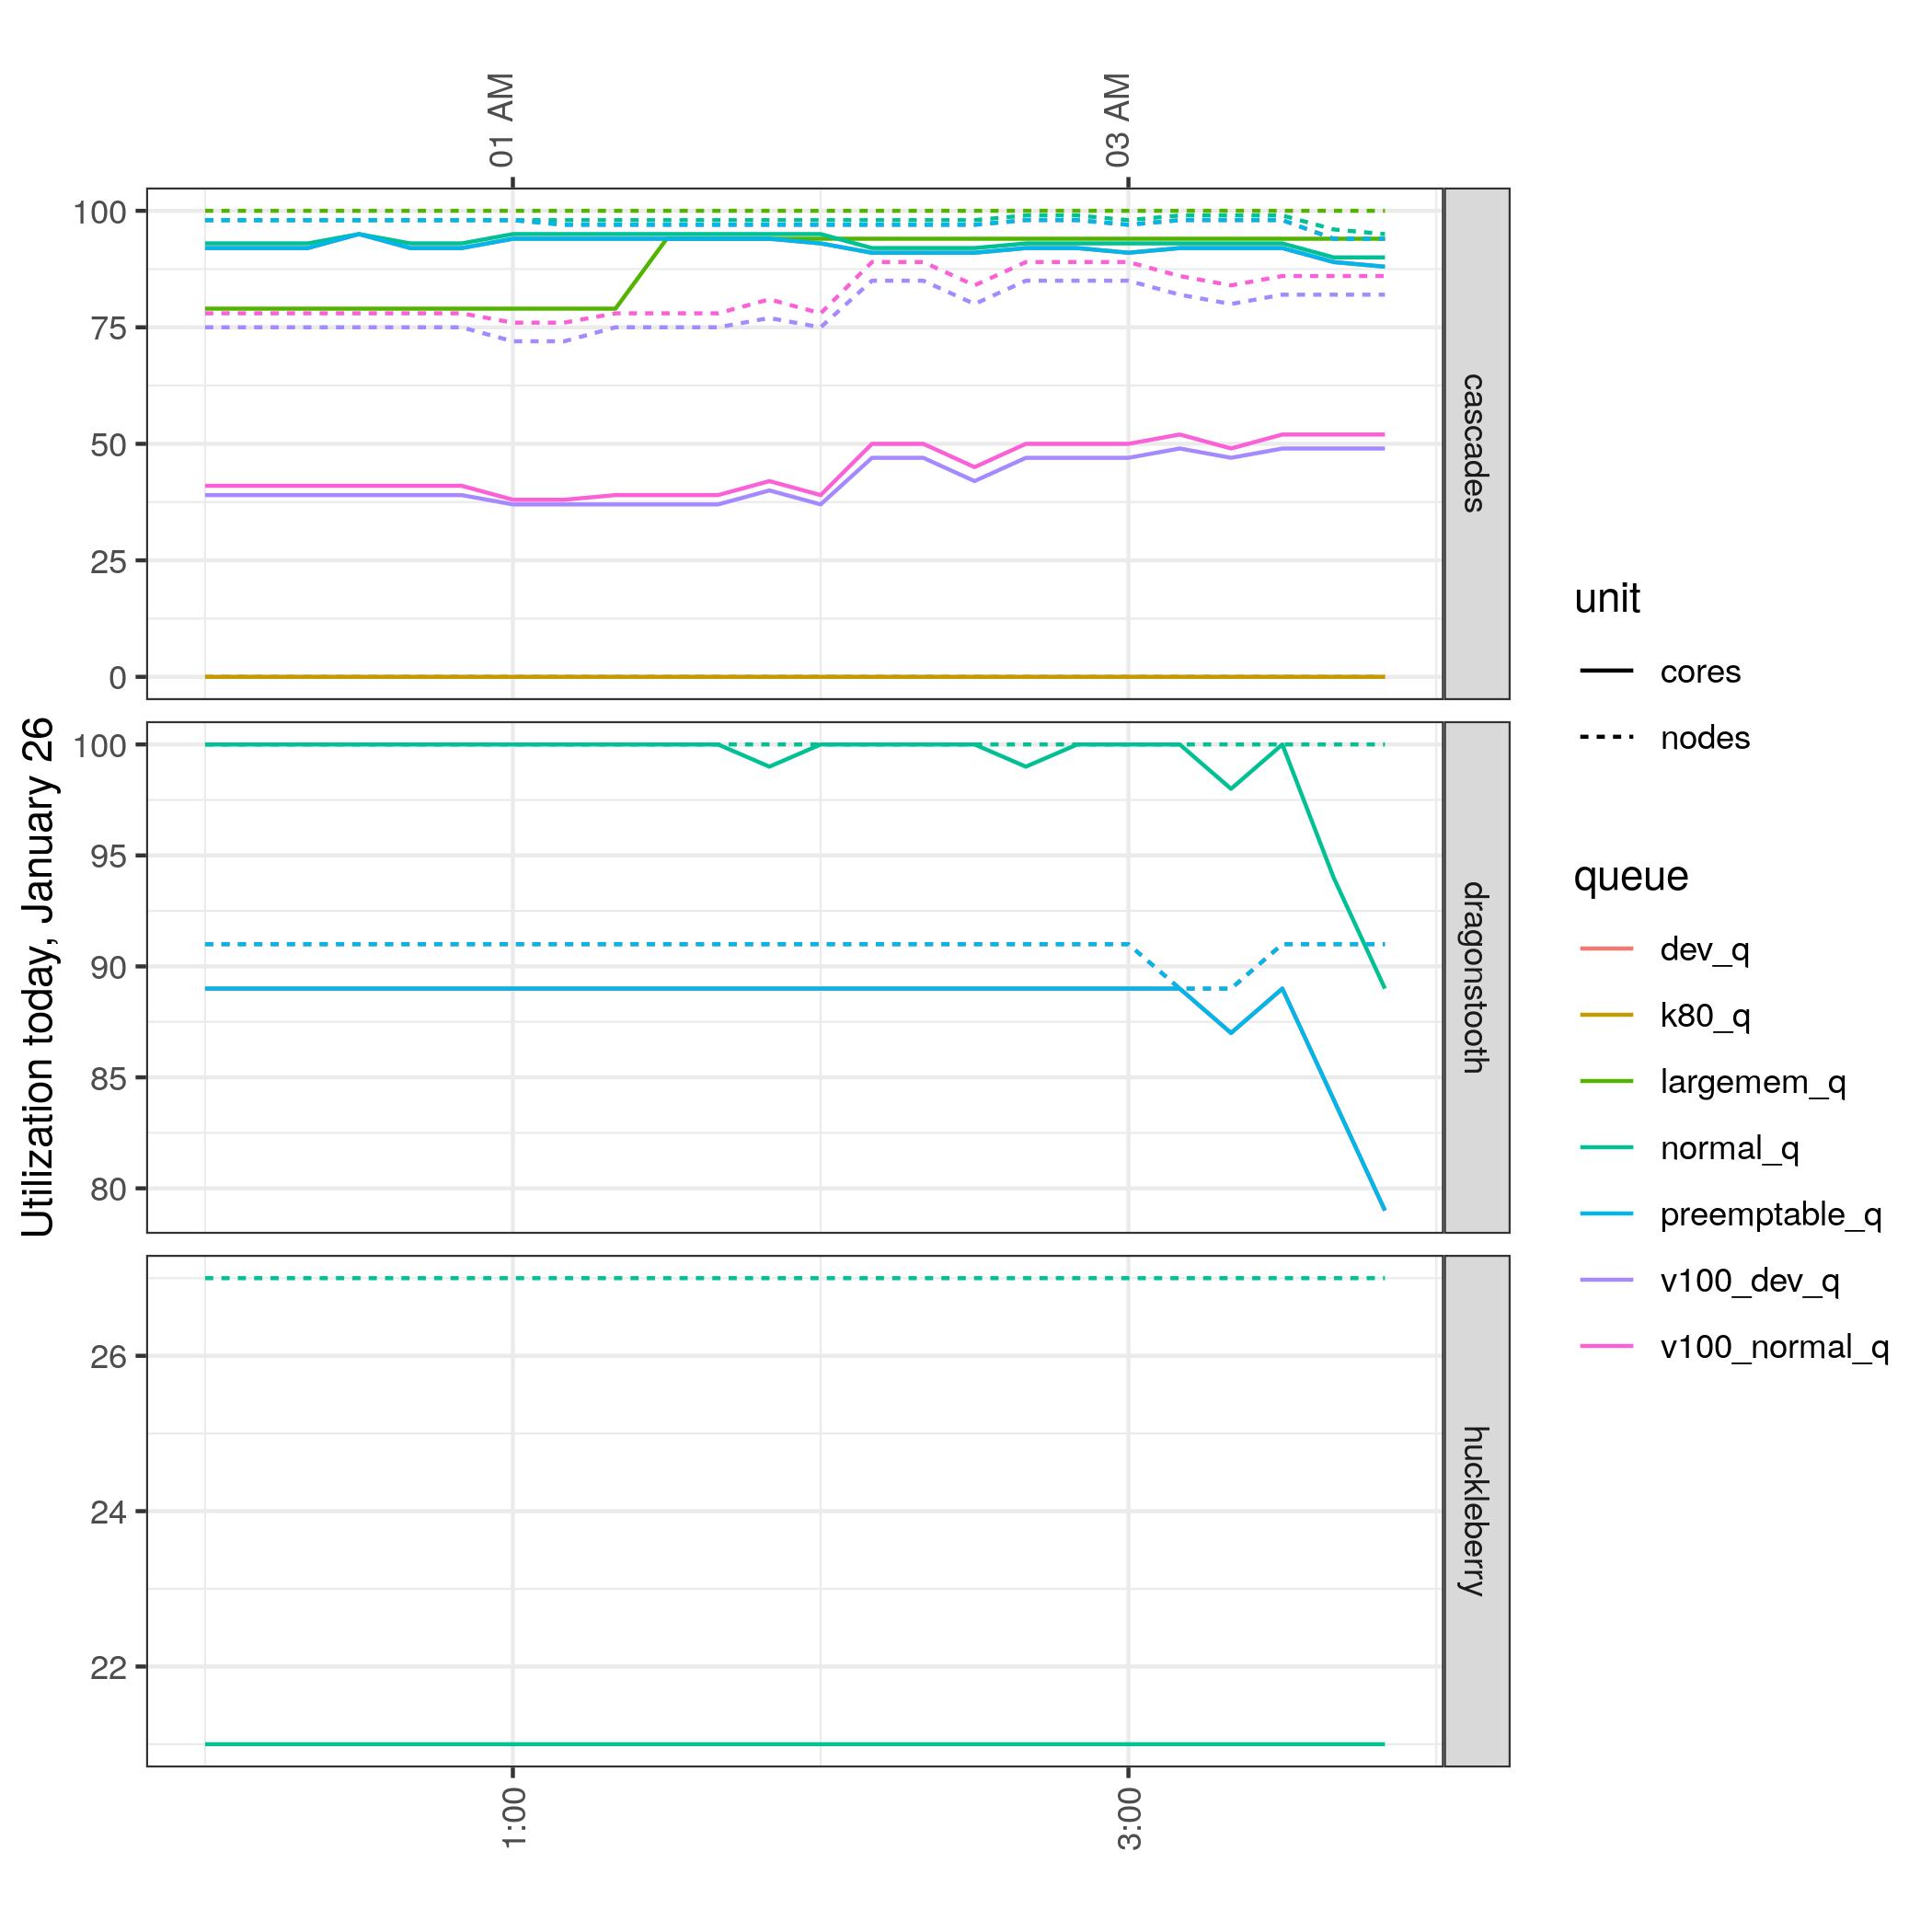 01 AM
03 AM
100
75
50
25
0
cascades
Utilization today, January 26
100
95
90
85
80
dragonstooth
26
24
22
huckleberry
1:00
3:00
unit
cores
nodes
queue
dev_q
k80_q
largemem_q
normal_q
preemptable_q
v100_dev_q
v100_normal_q